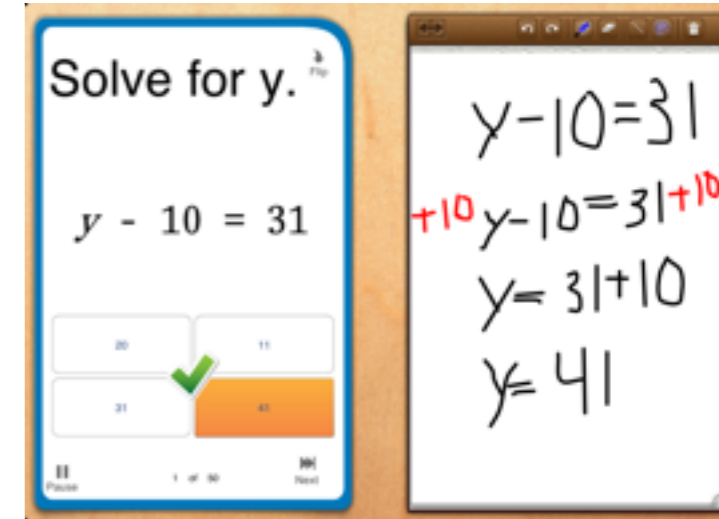 Solve for y.
Flip
y - 10 = 31
20
11
31
41
Pause
1 of 50
Next
y-10=31
+10 y-10=31+10
y=31+10
y=41